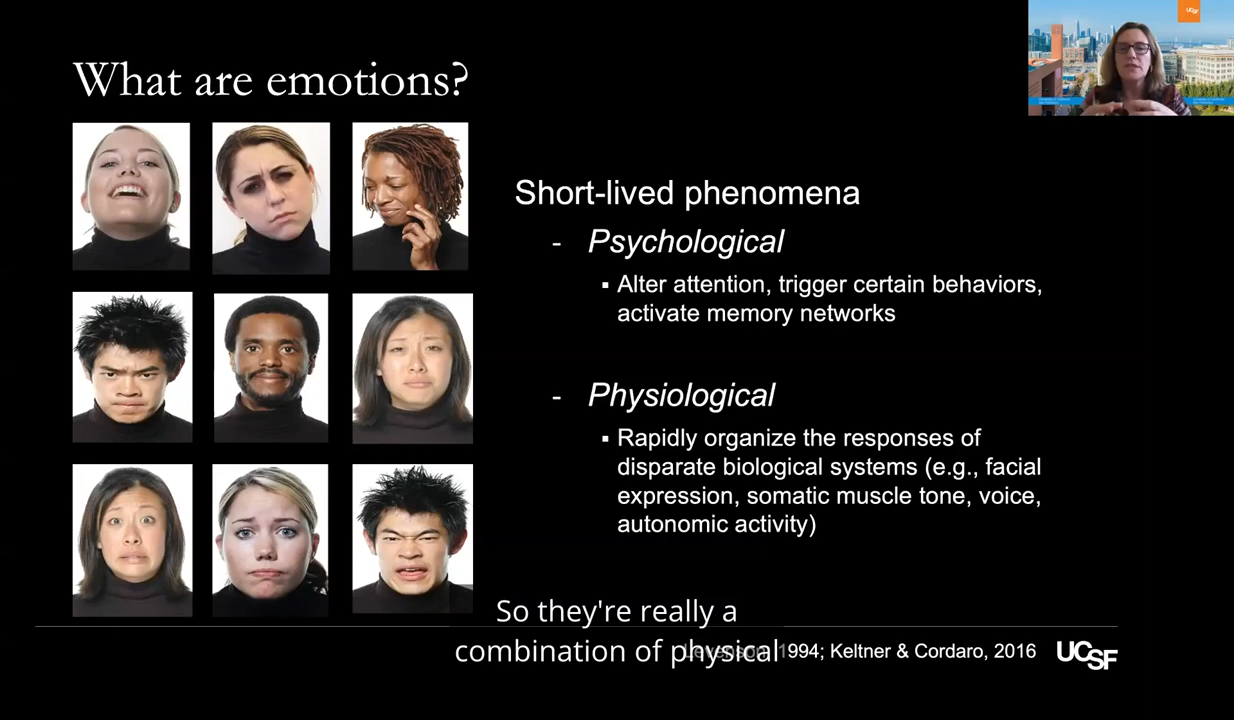 What are emotions?
UCSF
Short-lived phenomena
- Psychological
▪ Alter attention, trigger certain behaviors,
activate memory networks
- Physiological
▪ Rapidly organize the responses of
disparate biological systems (e.g., facial
expression, somatic muscle tone, voice,
autonomic activity)
So they're really a
combination of physical
1994; Keltner & Cordaro, 2016
UCSF